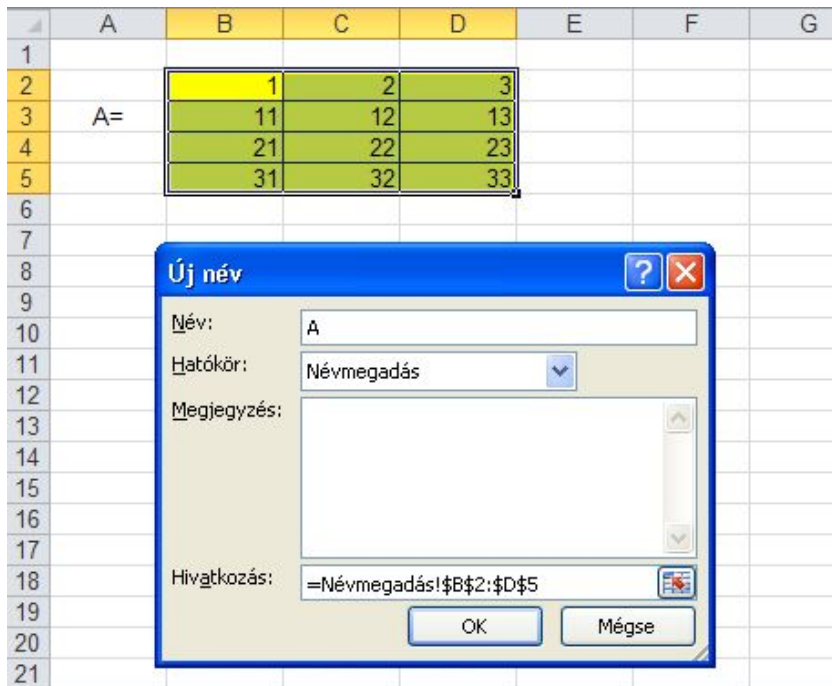 A B C D E F G
1
2 1 2 3
3 A= 11 12 13
4 21 22 23
5 31 32 33
6
7
8 Új név
9
10 Név: A
11 Hatókör: Névmegadás
12
13 Megjegyzés:
14
15
16
17
18 Hivatkozás: =Névmegadás!$B$2:$D$5
19
20 OK Mégse
21